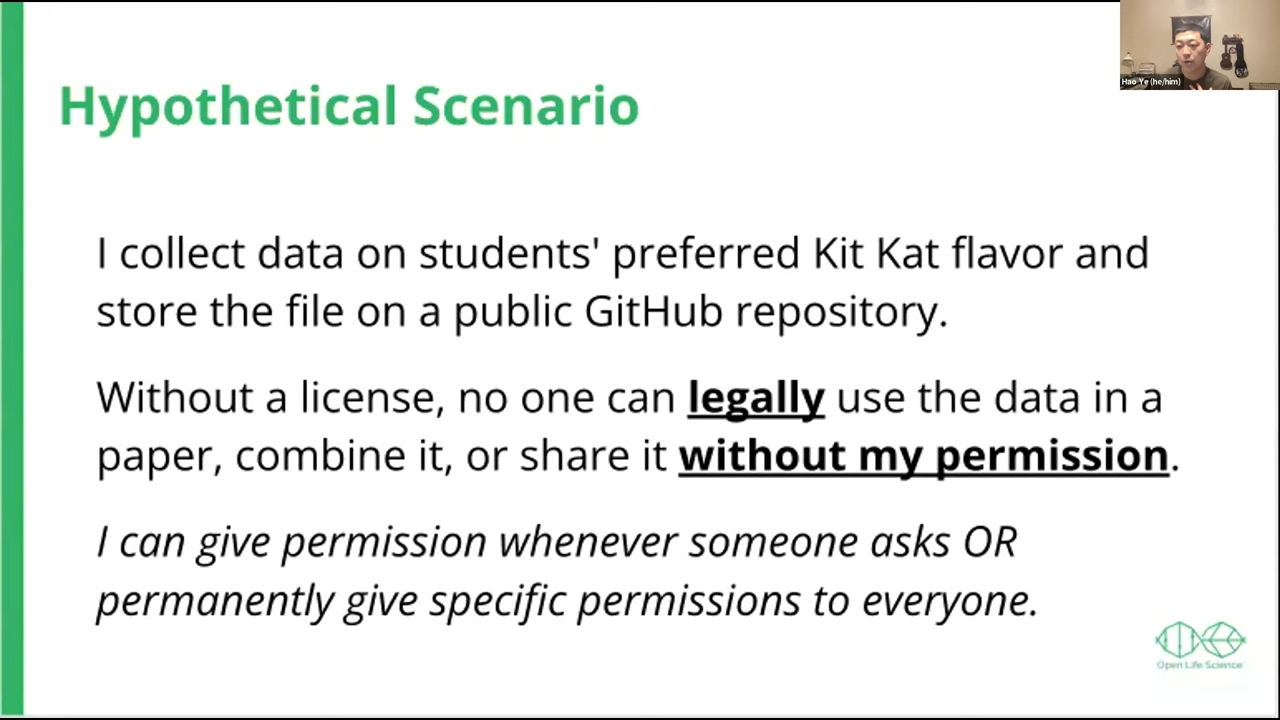 Hao Ye (he/him)
Hypothetical Scenario
I collect data on students' preferred Kit Kat flavor and
store the file on a public GitHub repository.
Without a license, no one can legally use the data in a
paper, combine it, or share it without my permission.
I can give permission whenever someone asks OR
permanently give specific permissions to everyone.
Open Life Science